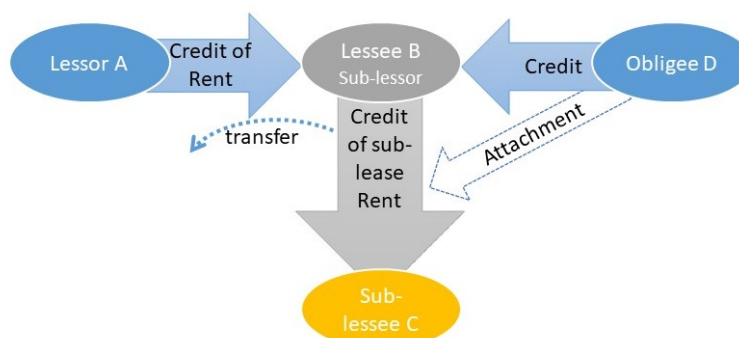 Lessor A
Credit of
Rent
Lessee B
Sub-lessor
Credit
Obligee D
transfer
Credit
of sub-
lease
Rent
Attachment
Sub-
lessee C